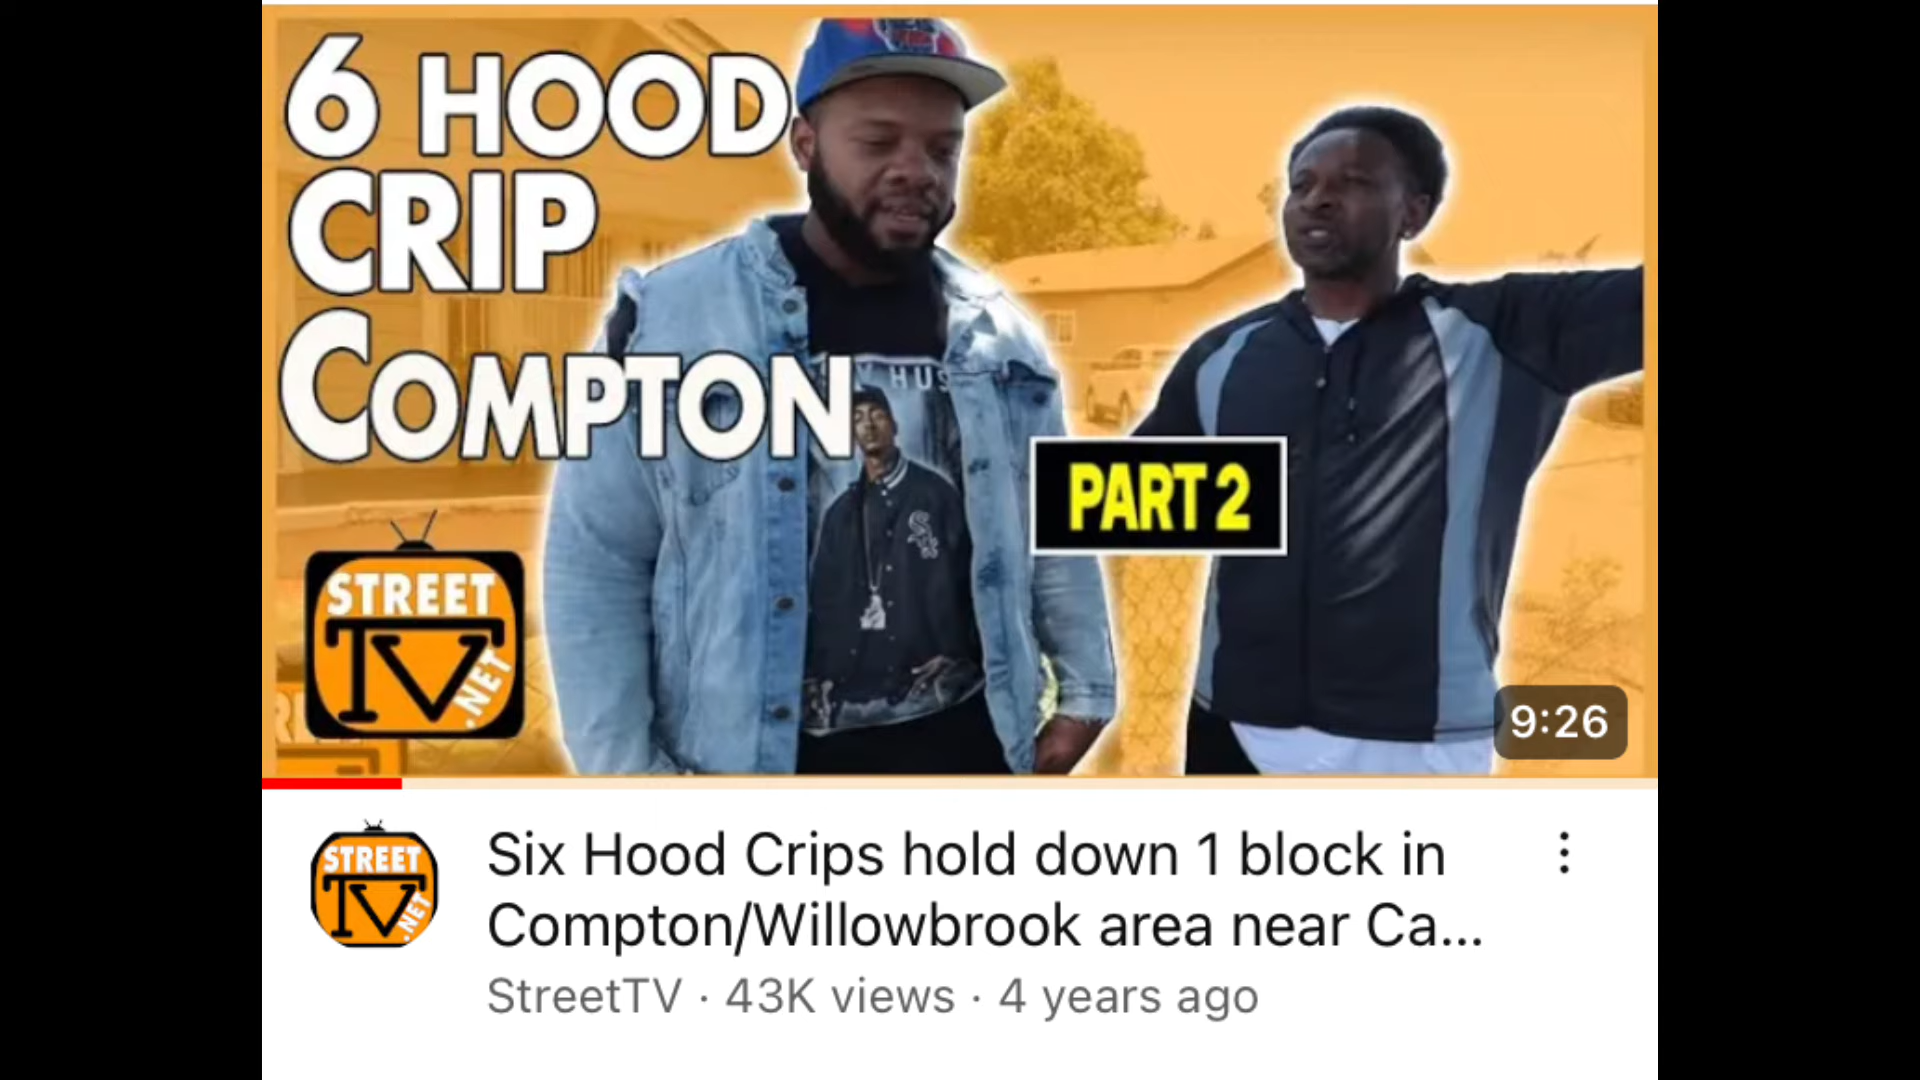 6 HOOD
CRIP
COMPTON
HUS
PART 2
STREET
TV
.NET
9:26
STREET
TV
.NET
Six Hood Crips hold down 1 block in
Compton/Willowbrook area near Ca...
StreetTV · 43K views · 4 years ago